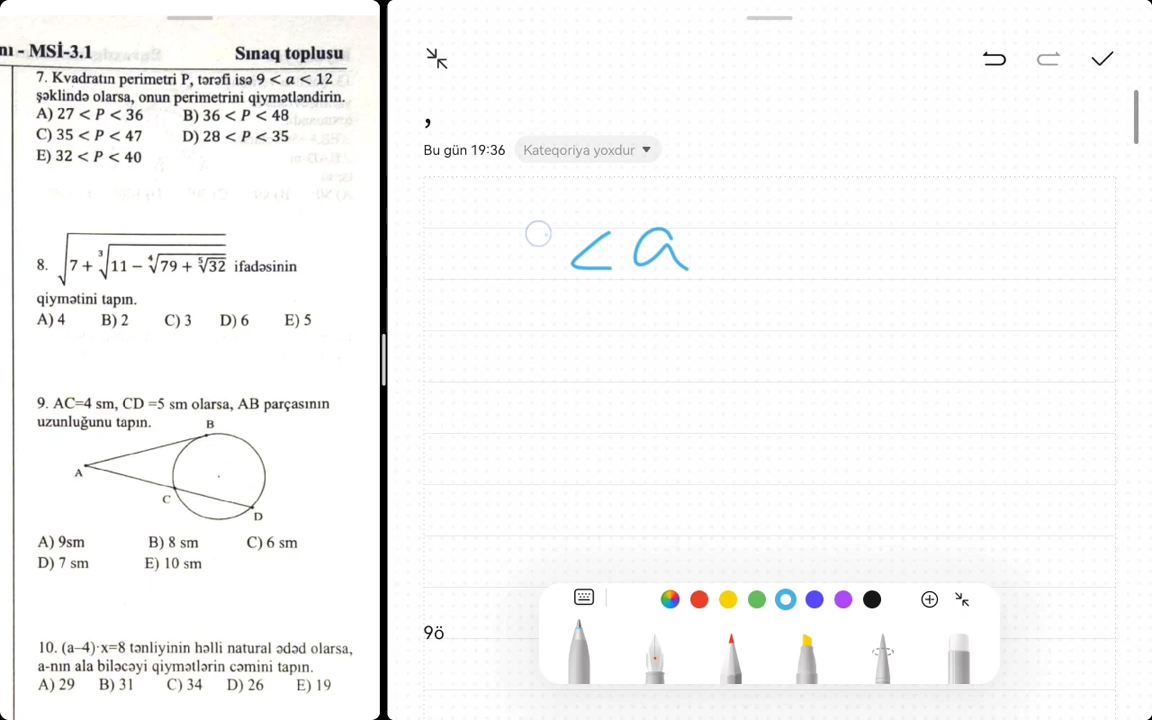 nı - MSİ-3.1 Sınaq toplusu
7. Kvadratın perimetri P, tərəfi isə 9 < a < 12
şəklində olarsa, onun perimetrini qiymətləndirin.
A) 27 < P < 36 B) 36 < P < 48
C) 35 < P < 47 D) 28 < P < 35
E) 32 < P < 40
8. √(7 + ∛(11 − ∜(79 + ⁵√32))) ifadəsinin
qiymətini tapın.
A) 4 B) 2 C) 3 D) 6 E) 5
9. AC=4 sm, CD =5 sm olarsa, AB parçasının
uzunluğunu tapın.
B
A
C
D
A) 9sm B) 8 sm C) 6 sm
D) 7 sm E) 10 sm
10. (a–4)·x=8 tənliyinin həlli natural ədəd olarsa,
a-nın ala biləcəyi qiymətlərin cəmini tapın.
A) 29 B) 31 C) 34 D) 26 E) 19
,
Bu gün 19:36 Kateqoriya yoxdur
< a
9ö